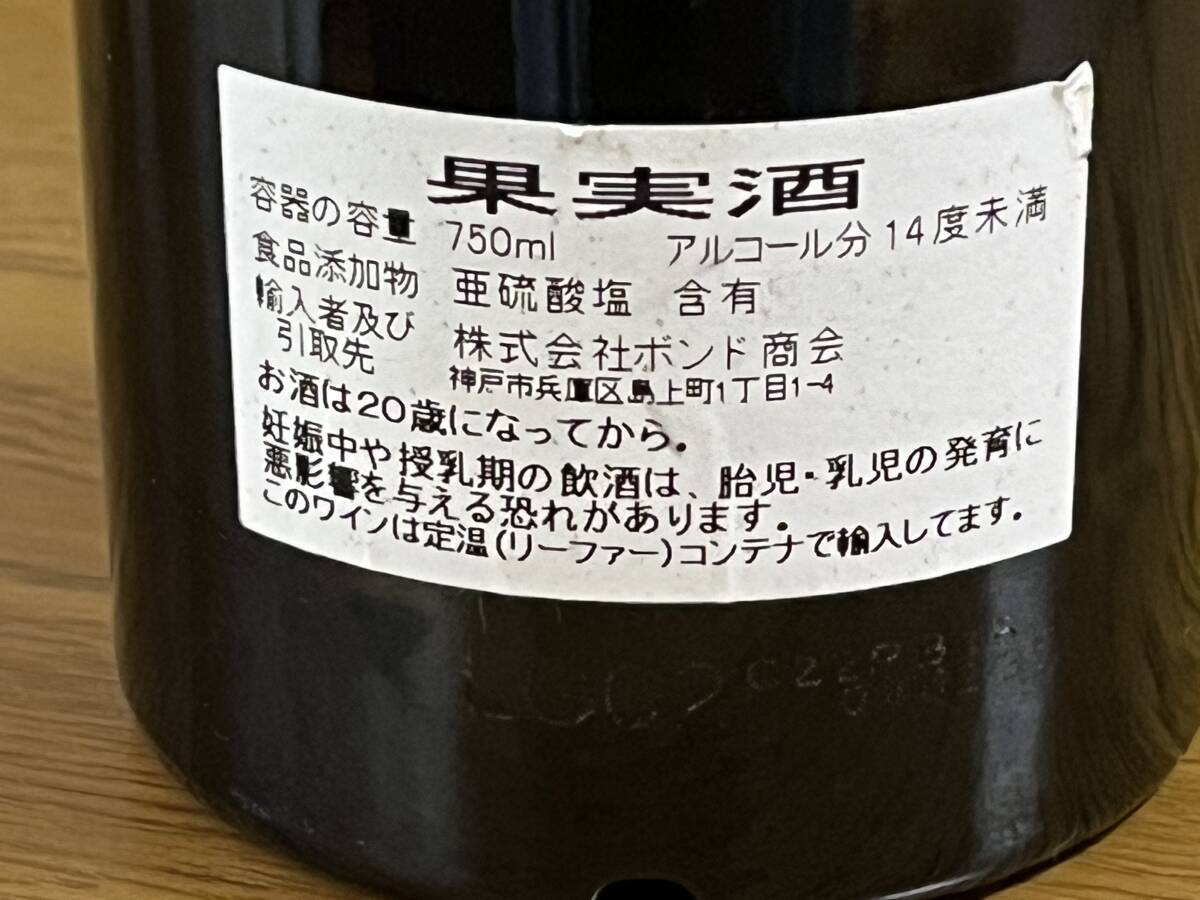 果実酒
容器の容量 750ml アルコール分14度未満
食品添加物 亜硫酸塩 含有
輸入者及び
引取先 株式会社ボンド商会
神戸市兵庫区島上町1丁目1-4
お酒は20歳になってから。
妊娠中や授乳期の飲酒は、胎児・乳児の発育に
悪影響を与える恐れがあります。
このワインは定温(リーファー)コンテナで輸入してます。